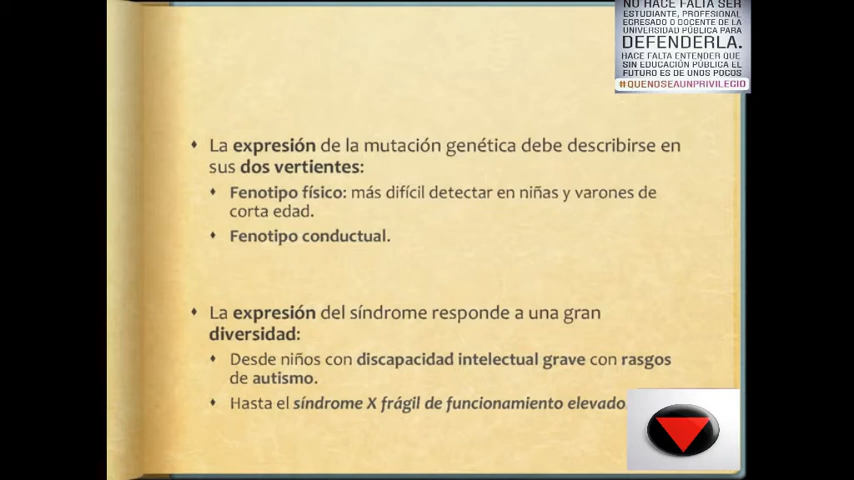 NO HACE FALTA SER
ESTUDIANTE, PROFESIONAL
EGRESADO O DOCENTE DE LA
UNIVERSIDAD PÚBLICA PARA
DEFENDERLA.
HACE FALTA ENTENDER QUE
SIN EDUCACIÓN PÚBLICA EL
FUTURO ES DE UNOS POCOS
#QUENOSEAUNPRIVILEGIO
La expresión de la mutación genética debe describirse en
sus dos vertientes:
Fenotipo físico: más difícil detectar en niñas y varones de
corta edad.
Fenotipo conductual.
La expresión del síndrome responde a una gran
diversidad:
Desde niños con discapacidad intelectual grave con rasgos
de autismo.
Hasta el síndrome X frágil de funcionamiento elevado.